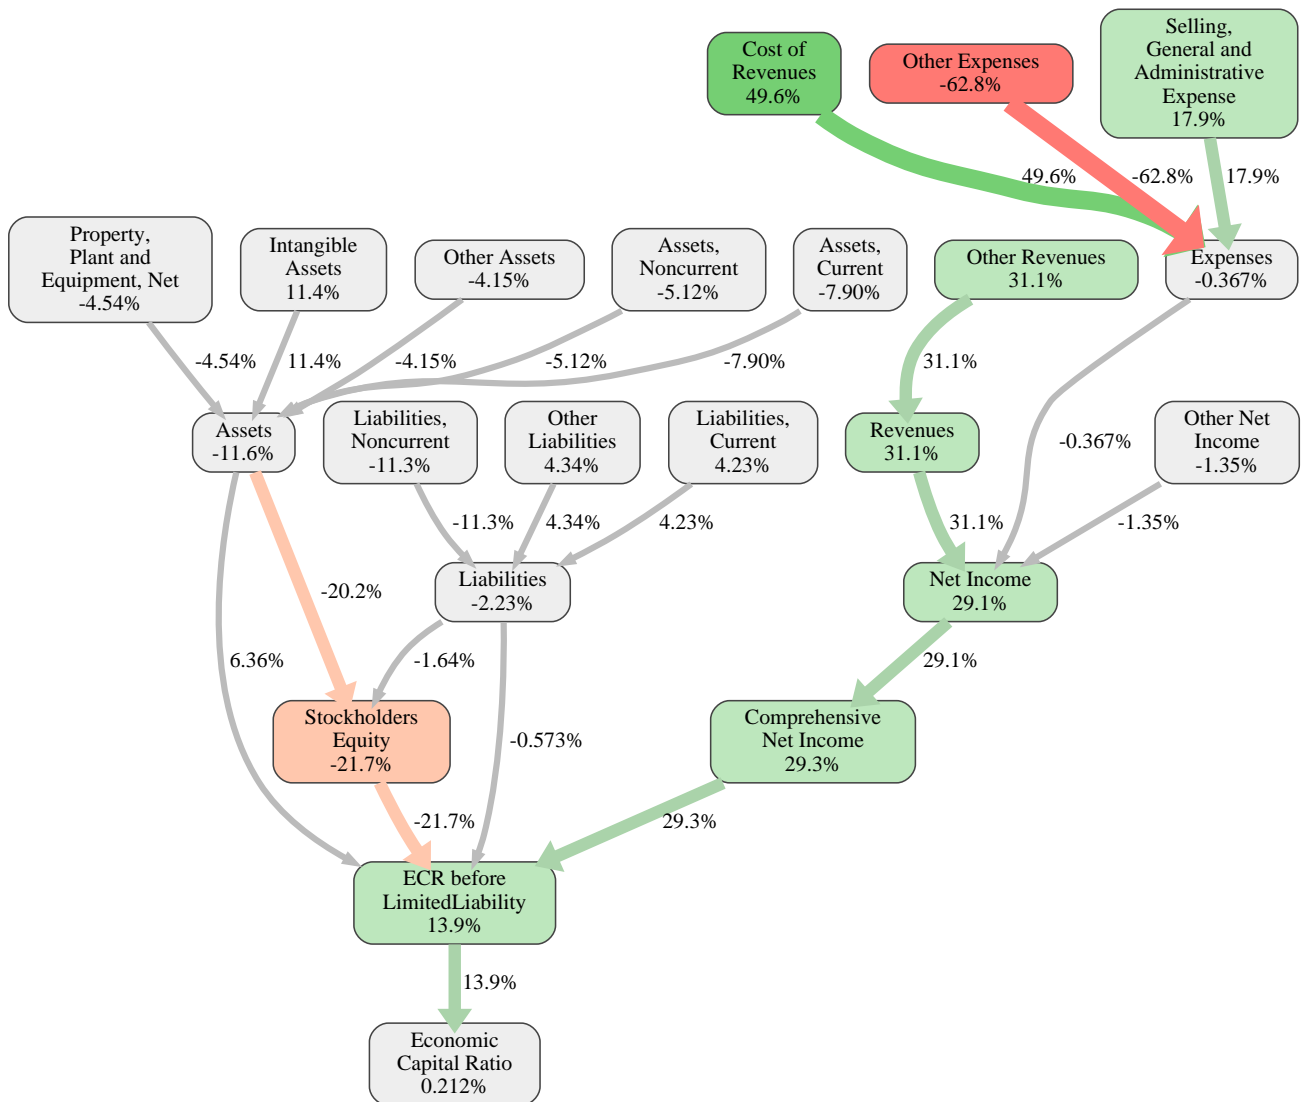 Cost of
Revenues
49.6%
Other Expenses
-62.8%
Selling,
General and
Administrative
Expense
17.9%
49.6%
-62.8%
17.9%
Property,
Plant and
Equipment, Net
-4.54%
Intangible
Assets
11.4%
Other Assets
-4.15%
Assets,
Noncurrent
-5.12%
Assets,
Current
-7.90%
Other Revenues
31.1%
Expenses
-0.367%
-4.54%
11.4%
-4.15%
-5.12%
-7.90%
31.1%
Assets
-11.6%
Liabilities,
Noncurrent
-11.3%
Other
Liabilities
4.34%
Liabilities,
Current
4.23%
Revenues
31.1%
-0.367%
Other Net
Income
-1.35%
-11.3%
4.34%
4.23%
31.1%
-1.35%
-20.2%
Liabilities
-2.23%
Net Income
29.1%
6.36%
-1.64%
29.1%
Stockholders
Equity
-21.7%
-0.573%
Comprehensive
Net Income
29.3%
-21.7%
29.3%
ECR before
LimitedLiability
13.9%
13.9%
Economic
Capital Ratio
0.212%